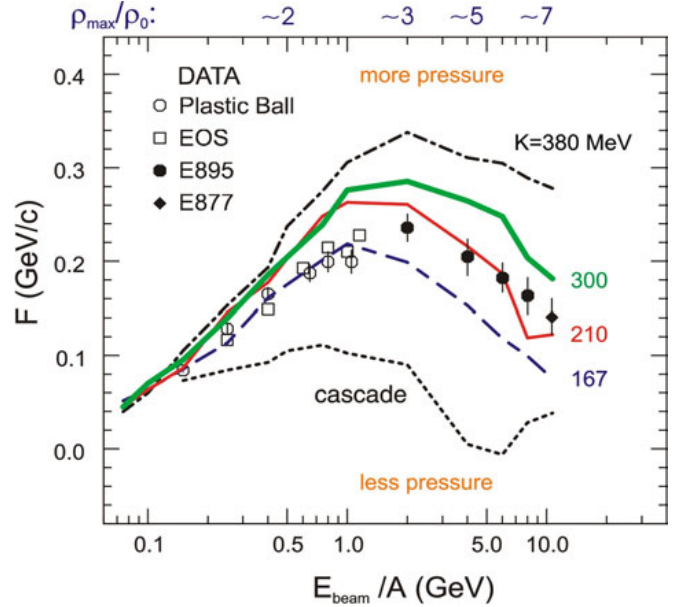 ρmax/ρ0: ~2 ~3 ~5 ~7
0.4
0.3
0.2
0.1
0.0
F (GeV/c)
DATA
Plastic Ball
EOS
E895
E877
more pressure
K=380 MeV
300
210
167
cascade
less pressure
0.1 0.5 1.0 5.0 10.0
Ebeam/A (GeV)